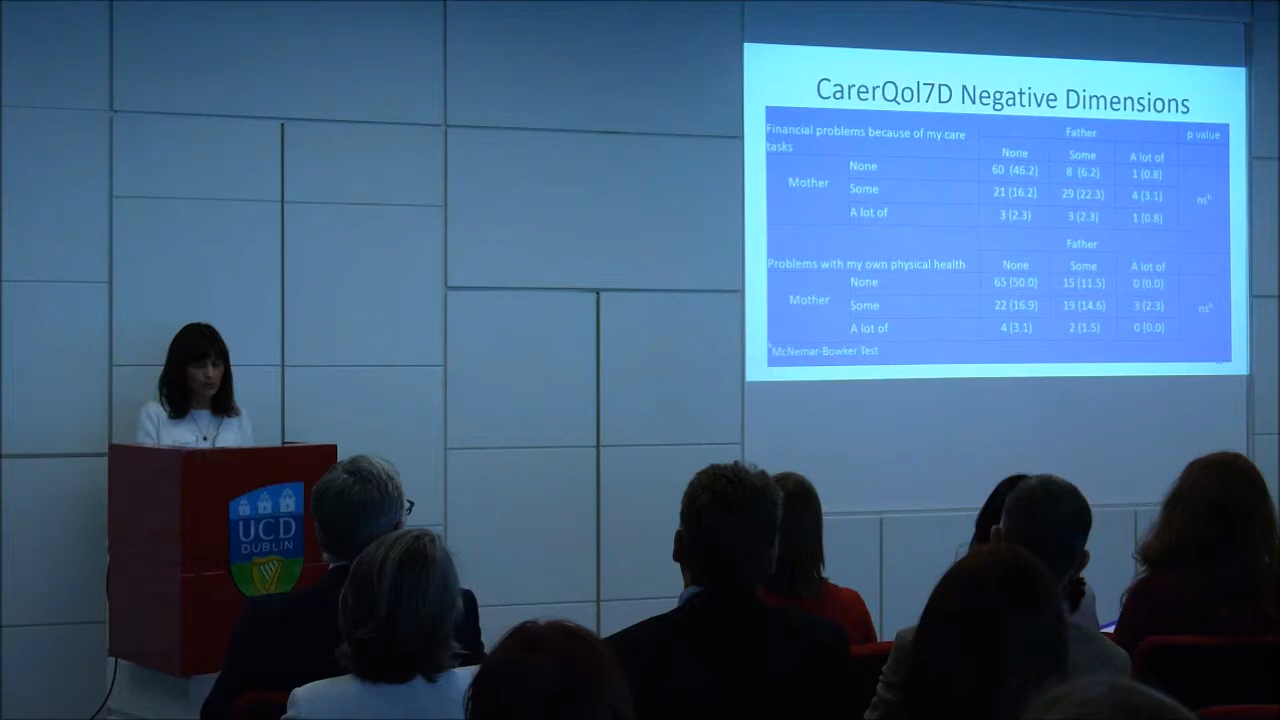 CarerQol7D Negative Dimensions
Financial problems because of my care tasks
Father
p value
None Some A lot of
Mother
None 60 (46.2) 8 (6.2) 1 (0.8)
Some 21 (16.2) 29 (22.3) 4 (3.1) nsᵇ
A lot of 3 (2.3) 3 (2.3) 1 (0.8)
Father
Problems with my own physical health None Some A lot of
Mother
None 65 (50.0) 15 (11.5) 0 (0.0)
Some 22 (16.9) 19 (14.6) 3 (2.3) nsᵇ
A lot of 4 (3.1) 2 (1.5) 0 (0.0)
ᵇMcNemar-Bowker Test
UCD
DUBLIN